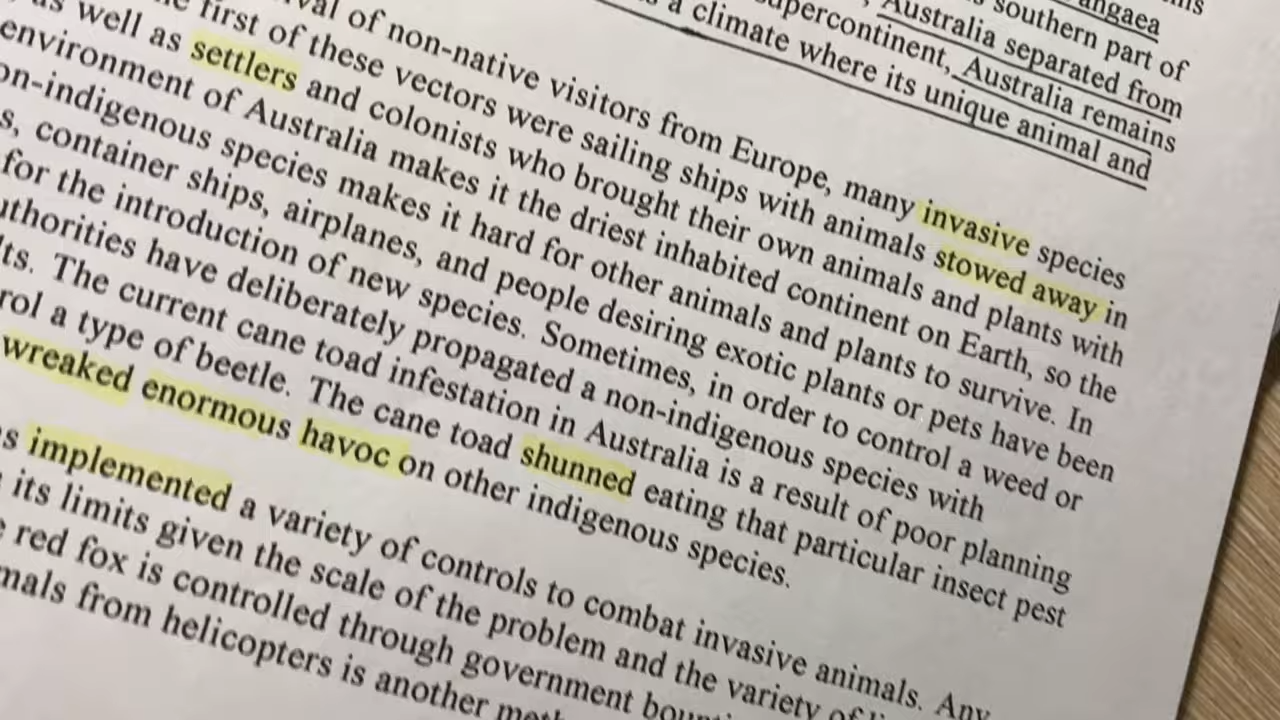 angaea
southern part of
Australia separated from
supercontinent, Australia remains
a climate where its unique animal and
val of non-native visitors from Europe, many invasive species
first of these vectors were sailing ships with animals stowed away in
as well as settlers and colonists who brought their own animals and plants with
environment of Australia makes it the driest inhabited continent on Earth, so the
on-indigenous species makes it hard for other animals and plants to survive. In
s, container ships, airplanes, and people desiring exotic plants or pets have been
for the introduction of new species. Sometimes, in order to control a weed or
uthorities have deliberately propagated a non-indigenous species with
lts. The current cane toad infestation in Australia is a result of poor planning
rol a type of beetle. The cane toad shunned eating that particular insect pest
wreaked enormous havoc on other indigenous species.
s implemented a variety of controls to combat invasive animals. Any
its limits given the scale of the problem and the variety of
red fox is controlled through government
mals from helicopters is another